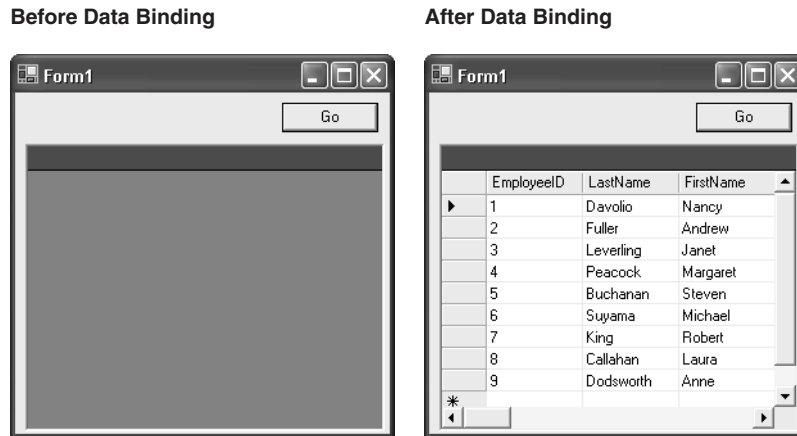 Before Data Binding
Form1
Go
After Data Binding
Form1
Go
EmployeeID LastName FirstName
1 Davolio Nancy
2 Fuller Andrew
3 Leverling Janet
4 Peacock Margaret
5 Buchanan Steven
6 Suyama Michael
7 King Robert
8 Callahan Laura
9 Dodsworth Anne